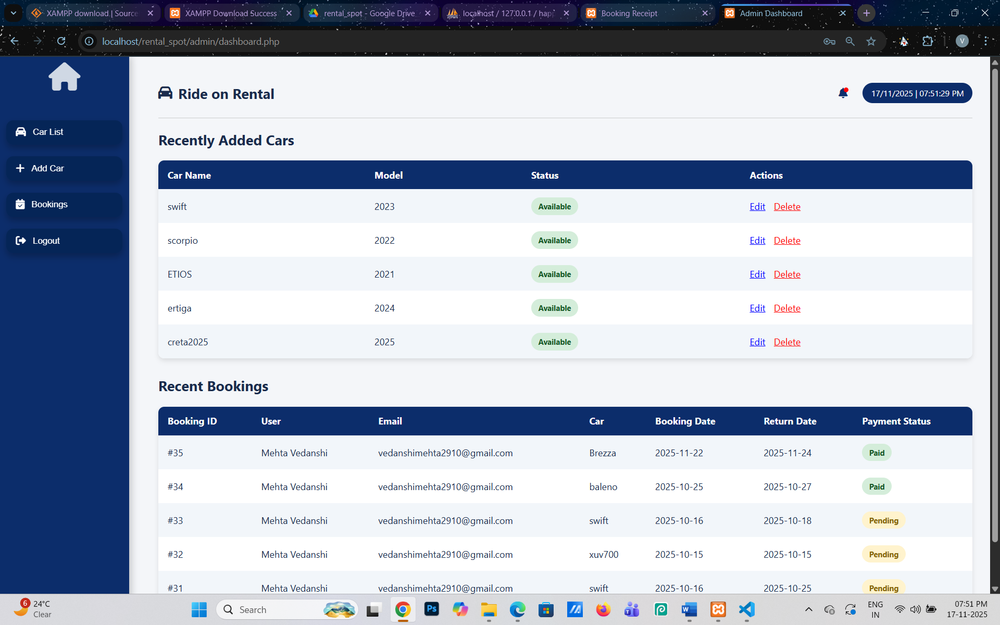 XAMPP download | Source
XAMPP Download Success
rental_spot - Google Drive
localhost / 127.0.0.1 / happ
Booking Receipt
Admin Dashboard
localhost/rental_spot/admin/dashboard.php
V
Car List
Add Car
Bookings
Logout
Ride on Rental
17/11/2025 | 07:51:29 PM
Recently Added Cars
Car Name Model Status Actions
swift 2023 Available Edit Delete
scorpio 2022 Available Edit Delete
ETIOS 2021 Available Edit Delete
ertiga 2024 Available Edit Delete
creta2025 2025 Available Edit Delete
Recent Bookings
Booking ID User Email Car Booking Date Return Date Payment Status
#35 Mehta Vedanshi vedanshimehta2910@gmail.com Brezza 2025-11-22 2025-11-24 Paid
#34 Mehta Vedanshi vedanshimehta2910@gmail.com baleno 2025-10-25 2025-10-27 Paid
#33 Mehta Vedanshi vedanshimehta2910@gmail.com swift 2025-10-16 2025-10-18 Pending
#32 Mehta Vedanshi vedanshimehta2910@gmail.com xuv700 2025-10-15 2025-10-15 Pending
#31 Mehta Vedanshi vedanshimehta2910@gmail.com swift 2025-10-16 2025-10-25 Pending
6
24°C
Clear
Search
Ps
ENG
IN
07:51 PM
17-11-2025